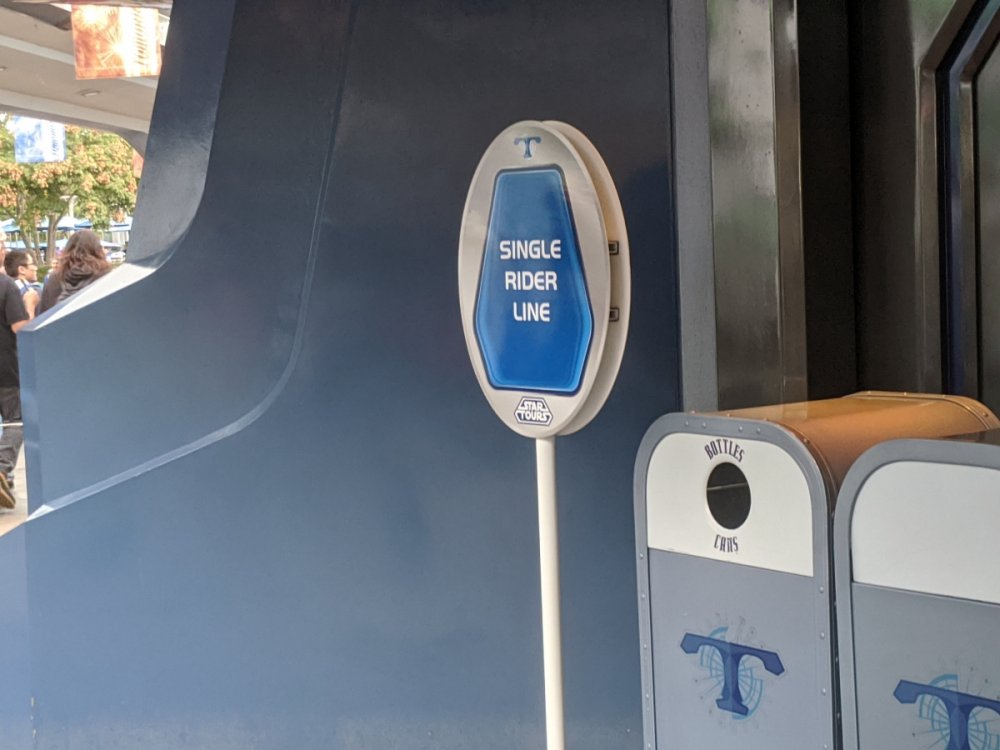 T
SINGLE
RIDER
LINE
STAR
TOURS
BOTTLES
CANS
T
T